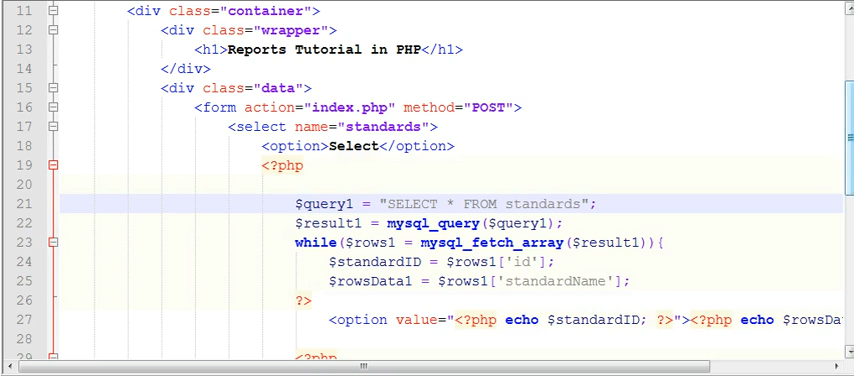 11 <div class="container">
12 <div class="wrapper">
13 <h1>Reports Tutorial in PHP</h1>
14 </div>
15 <div class="data">
16 <form action="index.php" method="POST">
17 <select name="standards">
18 <option>Select</option>
19 <?php
20
21 $query1 = "SELECT * FROM standards";
22 $result1 = mysql_query($query1);
23 while($rows1 = mysql_fetch_array($result1)){
24 $standardID = $rows1['id'];
25 $rowsData1 = $rows1['standardName'];
26 ?>
27 <option value="<?php echo $standardID; ?>"><?php echo $rowsDa
28
29 <?php